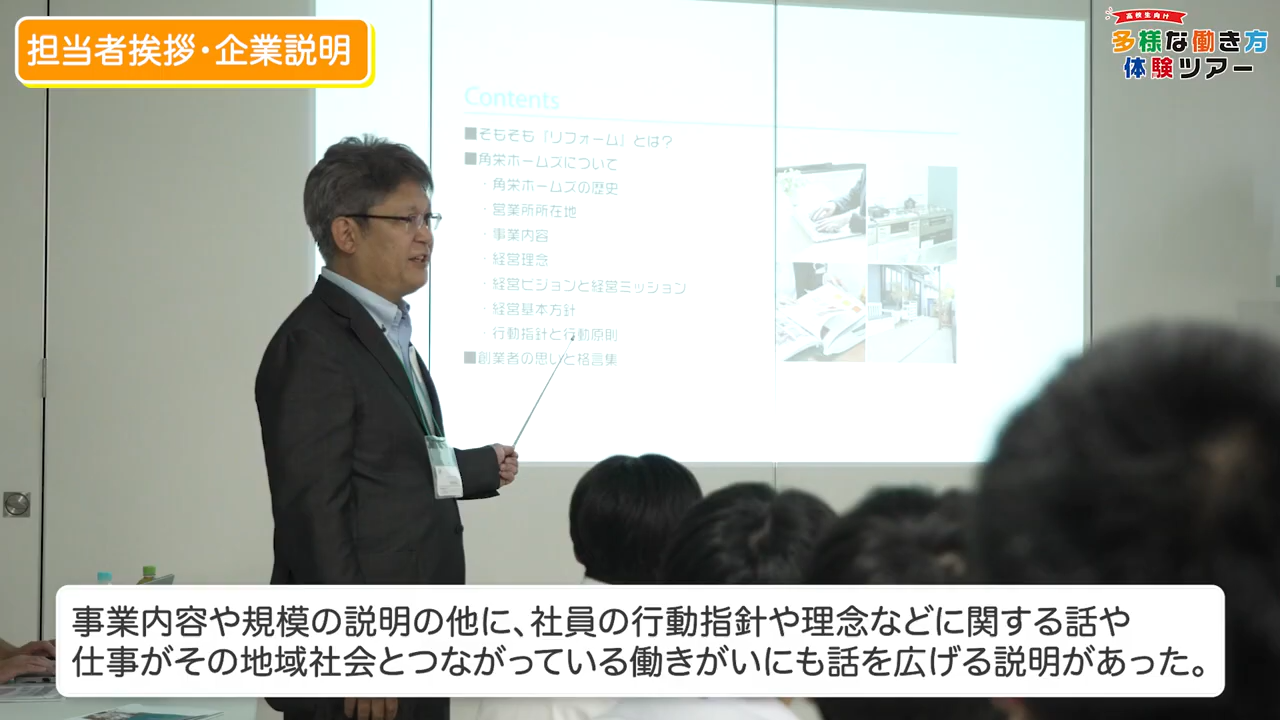 担当者挨拶・企業説明
高校生向け
多様な働き方
体験ツアー
Contents
■そもそも「リフォーム」とは?
■角栄ホームズについて
・角栄ホームズの歴史
・営業所所在地
・事業内容
・経営理念
・経営ビジョンと経営ミッション
・経営基本方針
・行動指針と行動原則
■創業者の思いと格言集
事業内容や規模の説明の他に、社員の行動指針や理念などに関する話や
仕事がその地域社会とつながっている働きがいにも話を広げる説明があった。